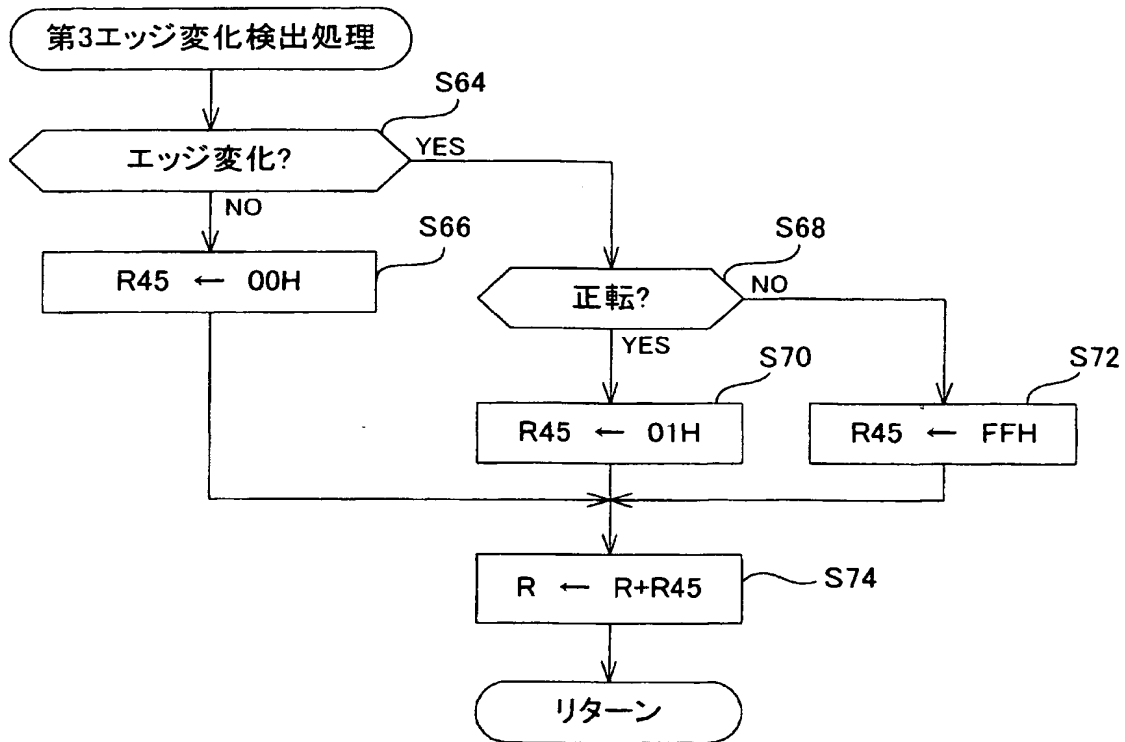 第3エッジ変化検出処理
S64
エッジ変化?
YES
NO
S66
R45 ← 00H
S68
正転?
NO
YES
S70
R45 ← 01H
S72
R45 ← FFH
R ← R+R45
S74
リターン